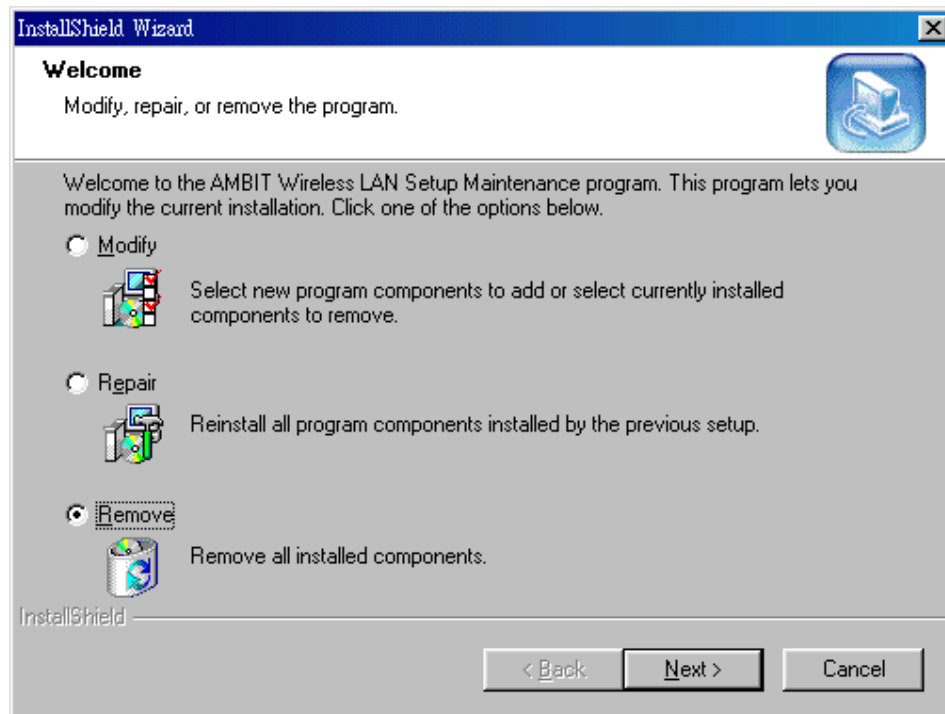 InstallShield Wizard
Welcome
Modify, repair, or remove the program.
Welcome to the AMBIT Wireless LAN Setup Maintenance program. This program lets you
modify the current installation. Click one of the options below.
Modify
Select new program components to add or select currently installed
components to remove.
Repair
Reinstall all program components installed by the previous setup.
Remove
Remove all installed components.
InstallShield
< Back
Next >
Cancel